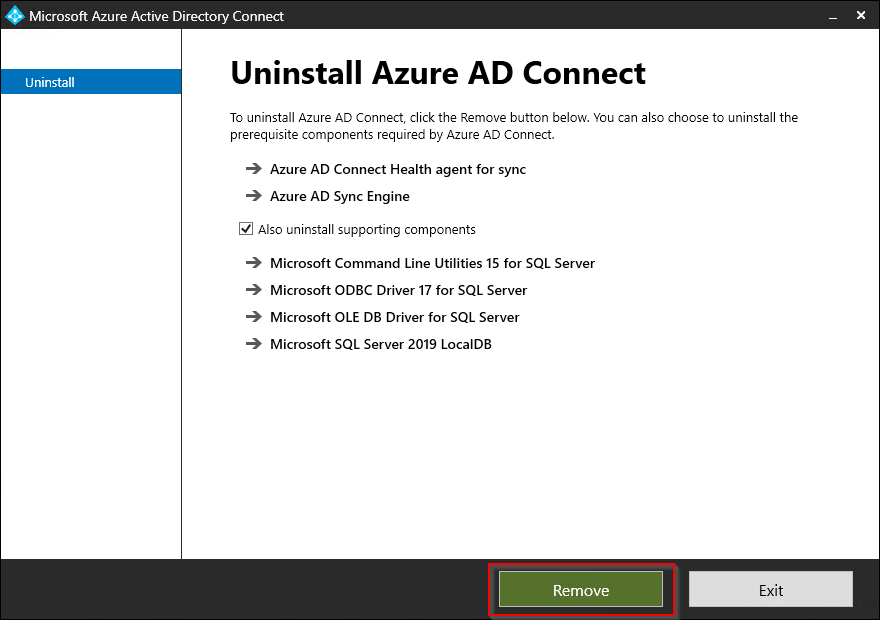 Microsoft Azure Active Directory Connect
Uninstall
Uninstall Azure AD Connect
To uninstall Azure AD Connect, click the Remove button below. You can also choose to uninstall the
prerequisite components required by Azure AD Connect.
Azure AD Connect Health agent for sync
Azure AD Sync Engine
Also uninstall supporting components
Microsoft Command Line Utilities 15 for SQL Server
Microsoft ODBC Driver 17 for SQL Server
Microsoft OLE DB Driver for SQL Server
Microsoft SQL Server 2019 LocalDB
Remove
Exit